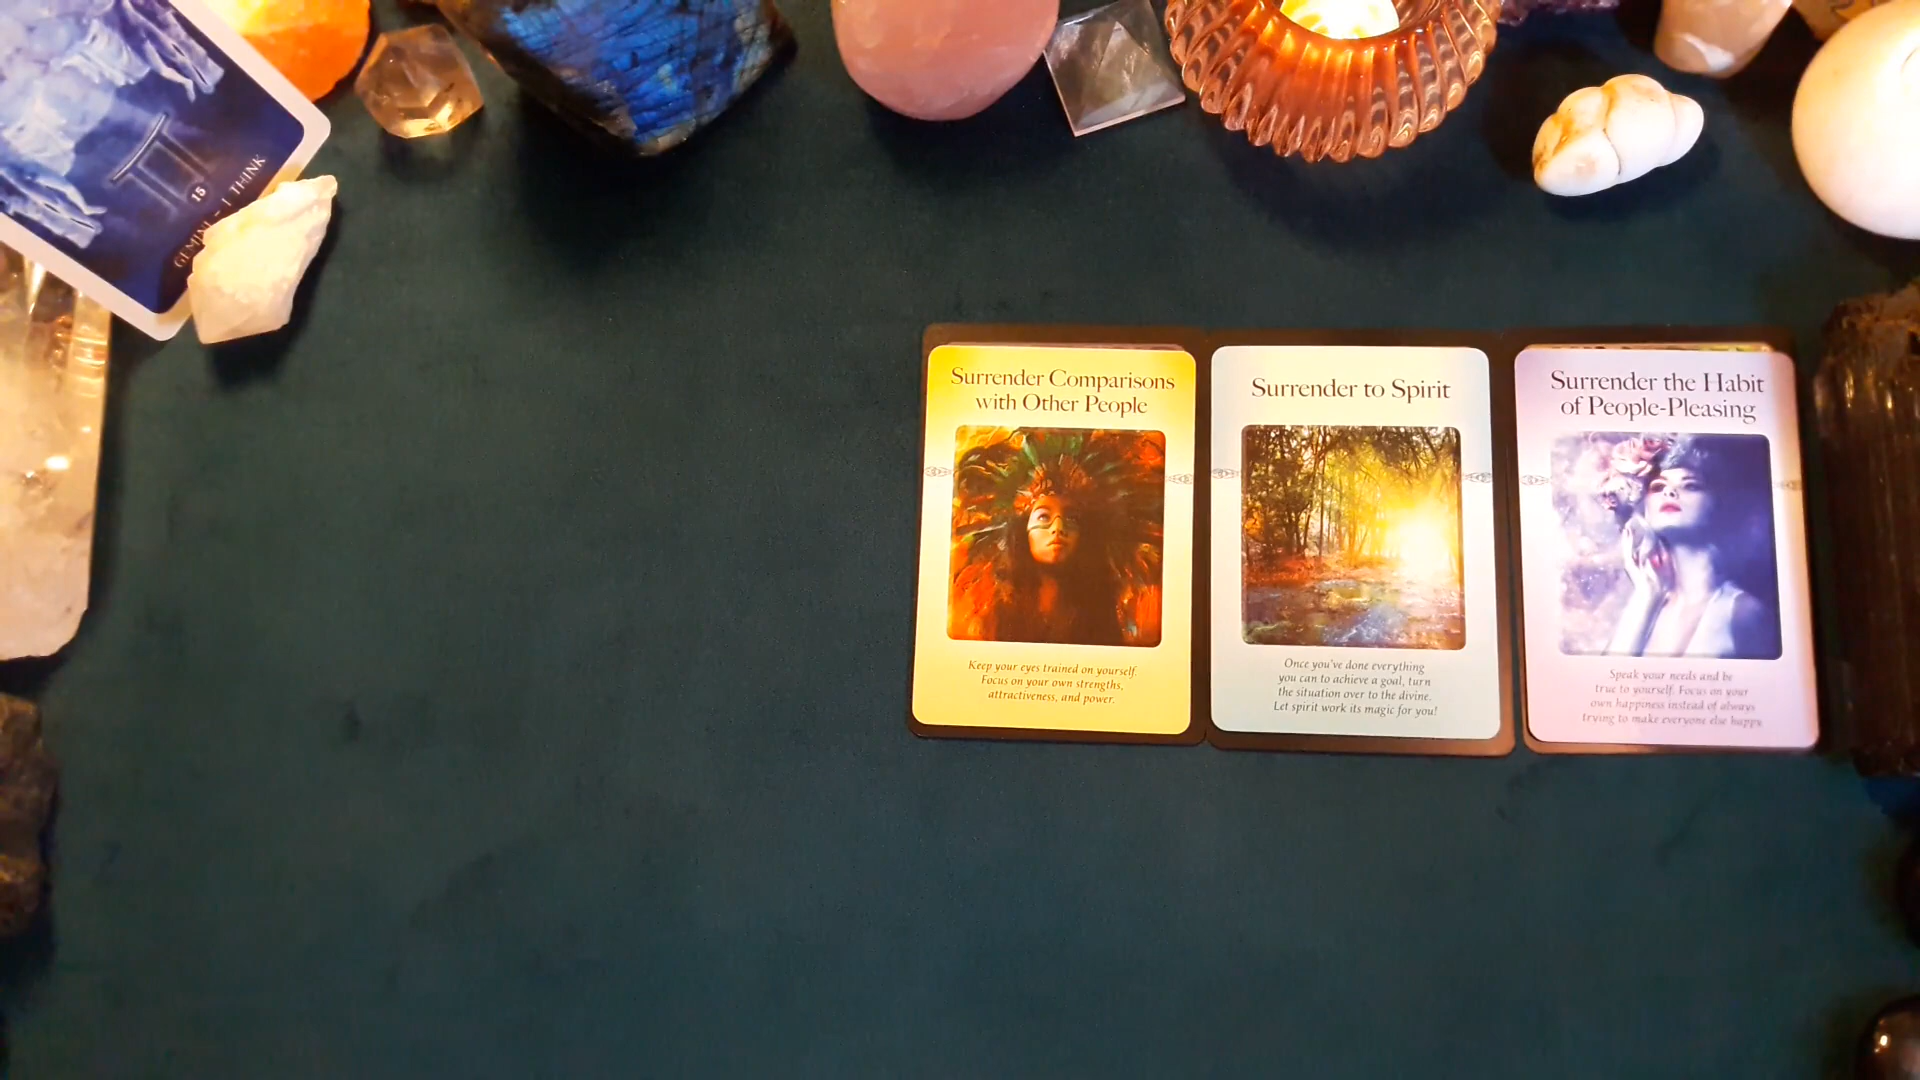 15
GEMINI - I THINK
Surrender Comparisons
with Other People
Keep your eyes trained on yourself.
Focus on your own strengths,
attractiveness, and power.
Surrender to Spirit
Once you've done everything
you can to achieve a goal, turn
the situation over to the divine.
Let spirit work its magic for you!
Surrender the Habit
of People-Pleasing
Speak your needs and be
true to yourself. Focus on your
own happiness instead of always
trying to make everyone else happy.